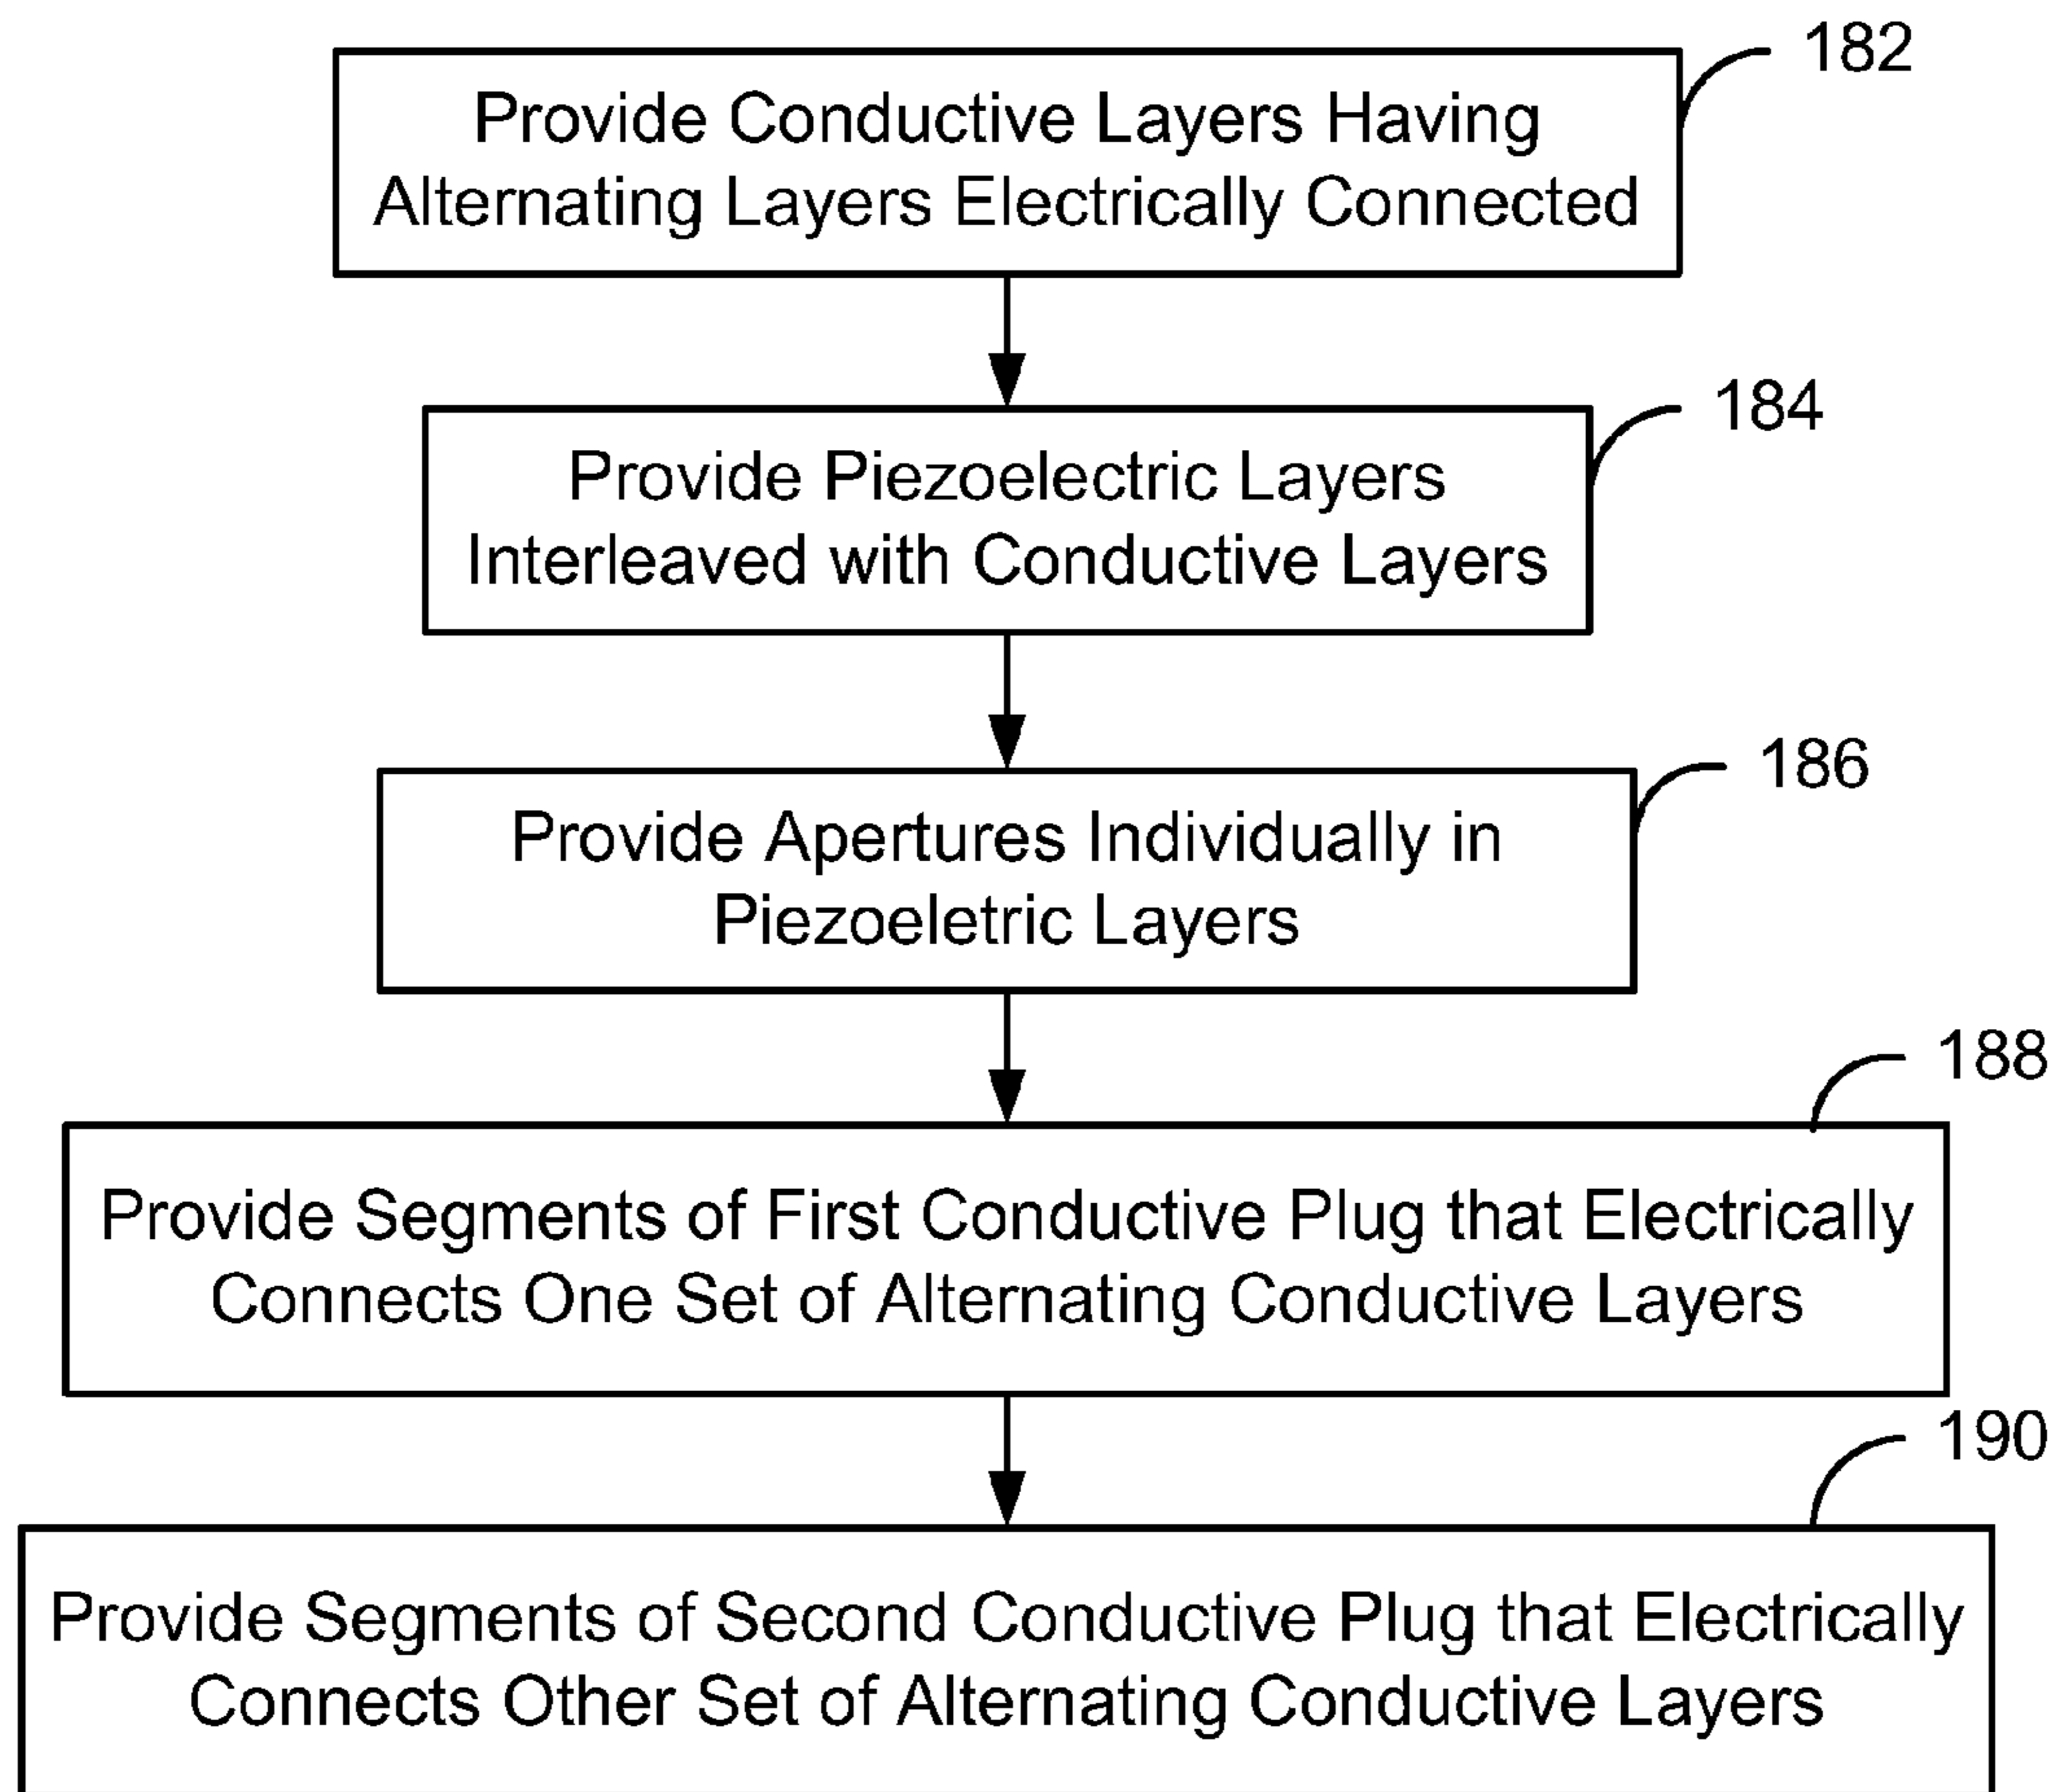 182
Provide Conductive Layers Having
Alternating Layers Electrically Connected
184
Provide Piezoelectric Layers
Interleaved with Conductive Layers
186
Provide Apertures Individually in
Piezoeletric Layers
188
Provide Segments of First Conductive Plug that Electrically
Connects One Set of Alternating Conductive Layers
190
Provide Segments of Second Conductive Plug that Electrically
Connects Other Set of Alternating Conductive Layers